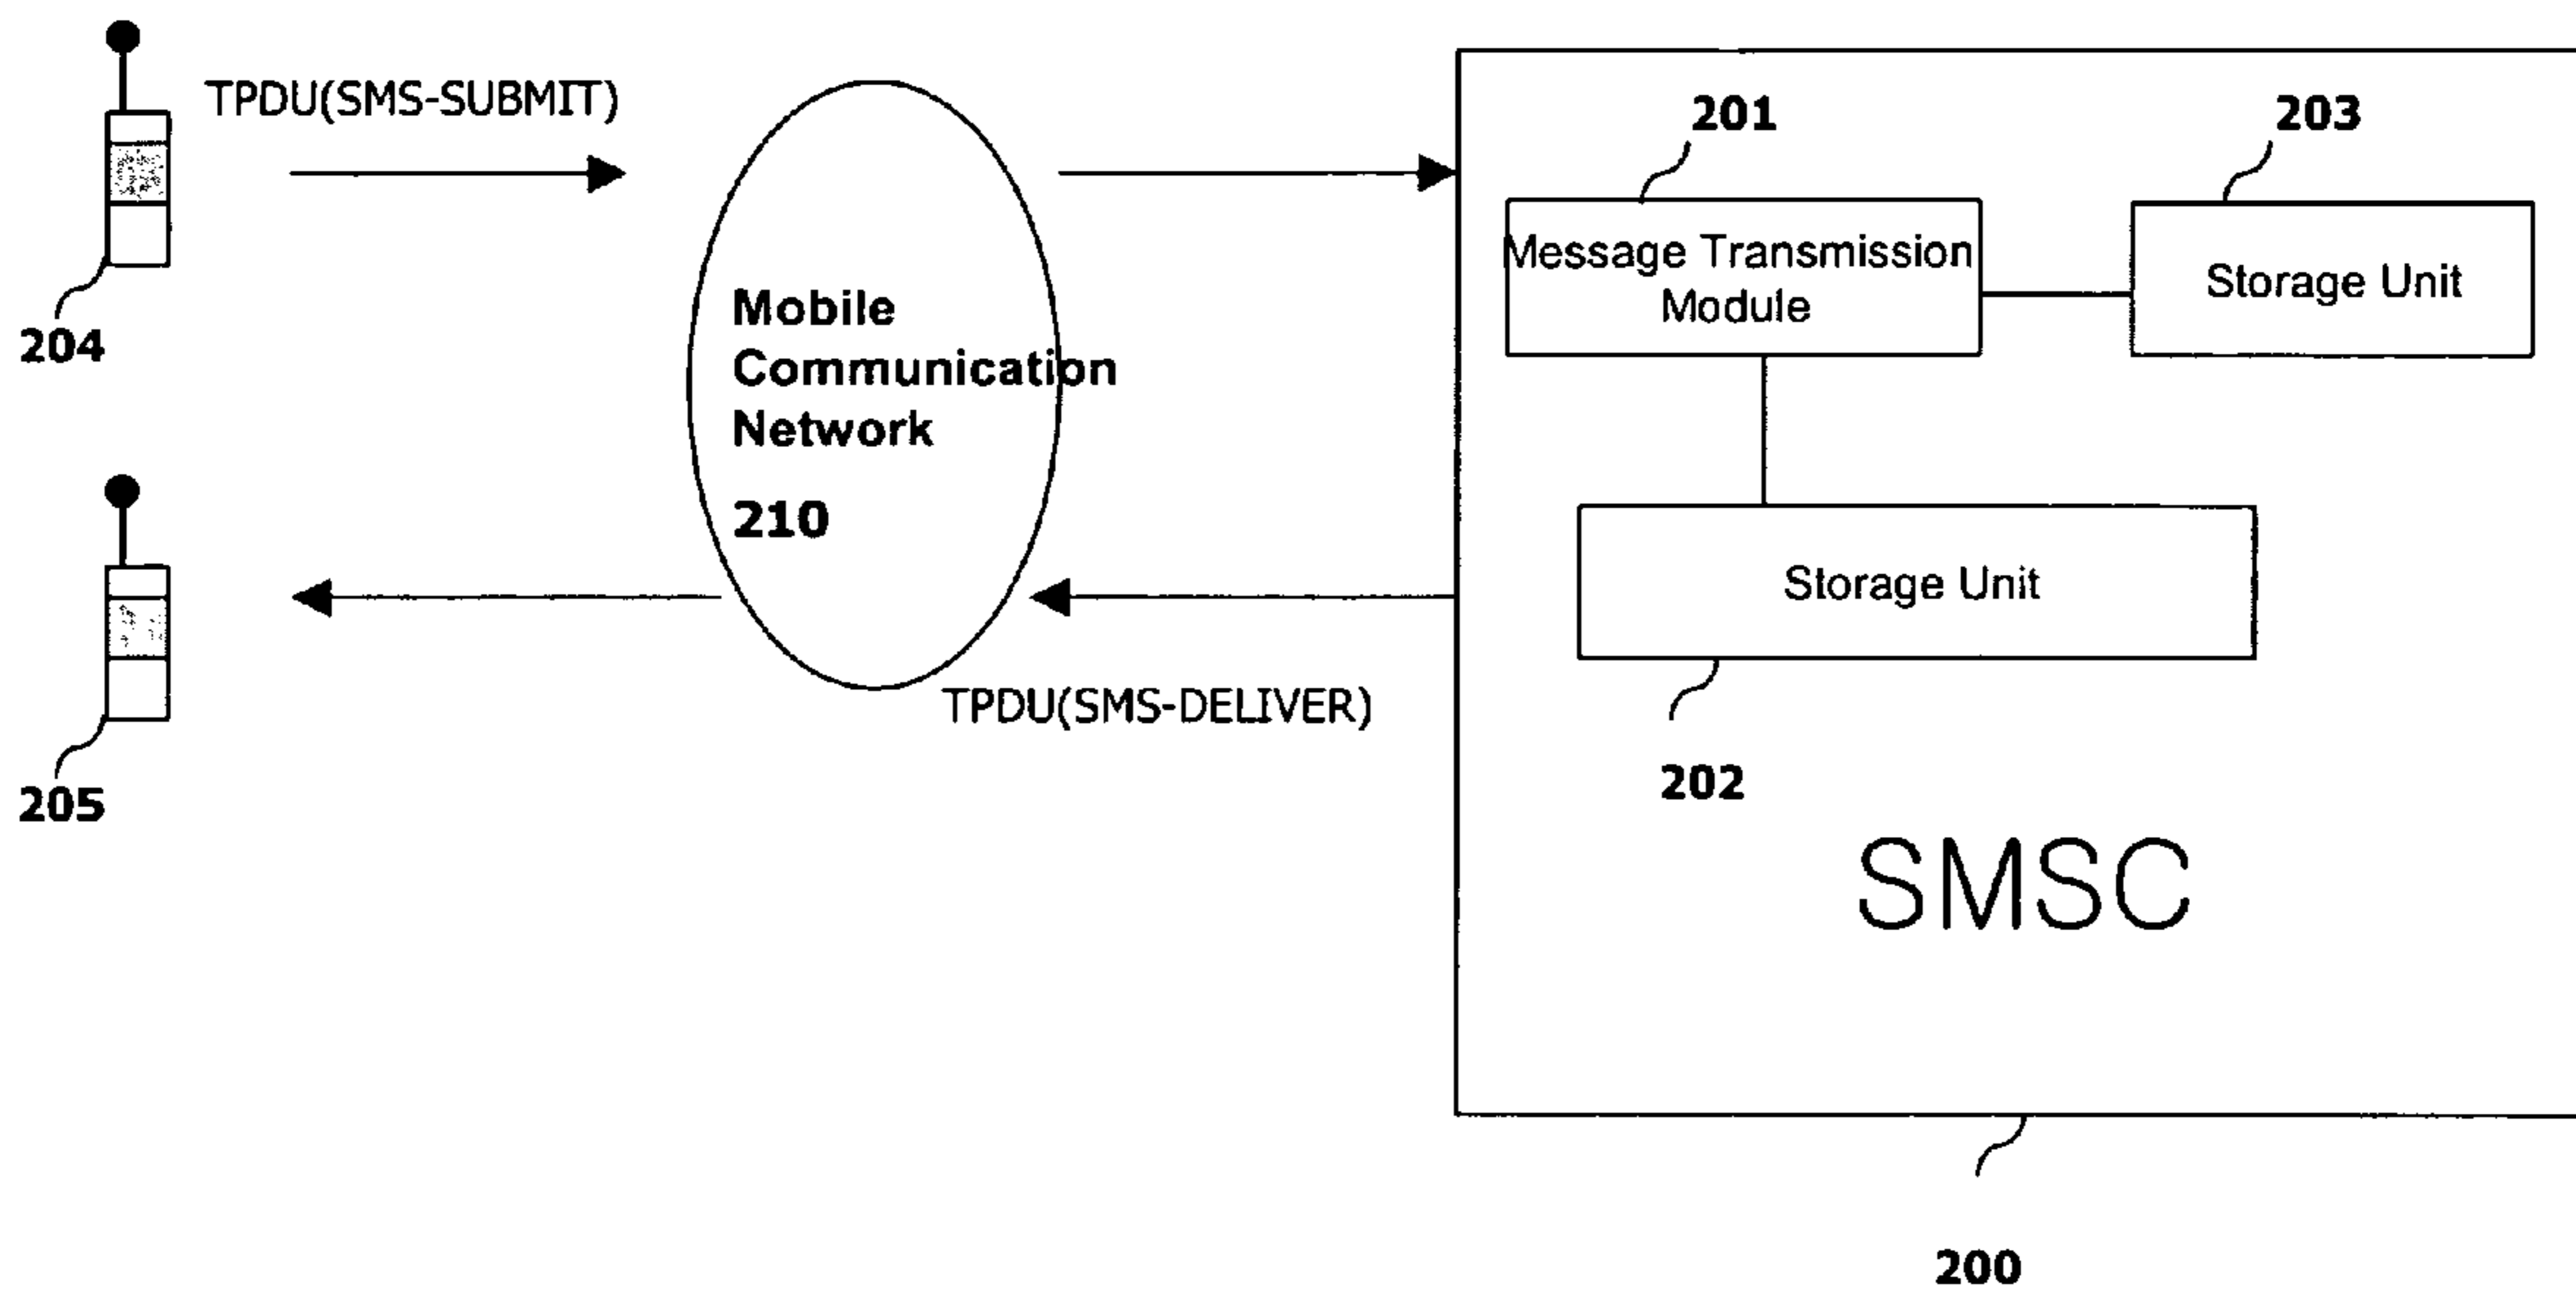 TPDU(SMS-SUBMIT)
204
Mobile
Communication
Network
210
205
TPDU(SMS-DELIVER)
201
203
Message Transmission
Module
Storage Unit
Storage Unit
202
SMSC
200